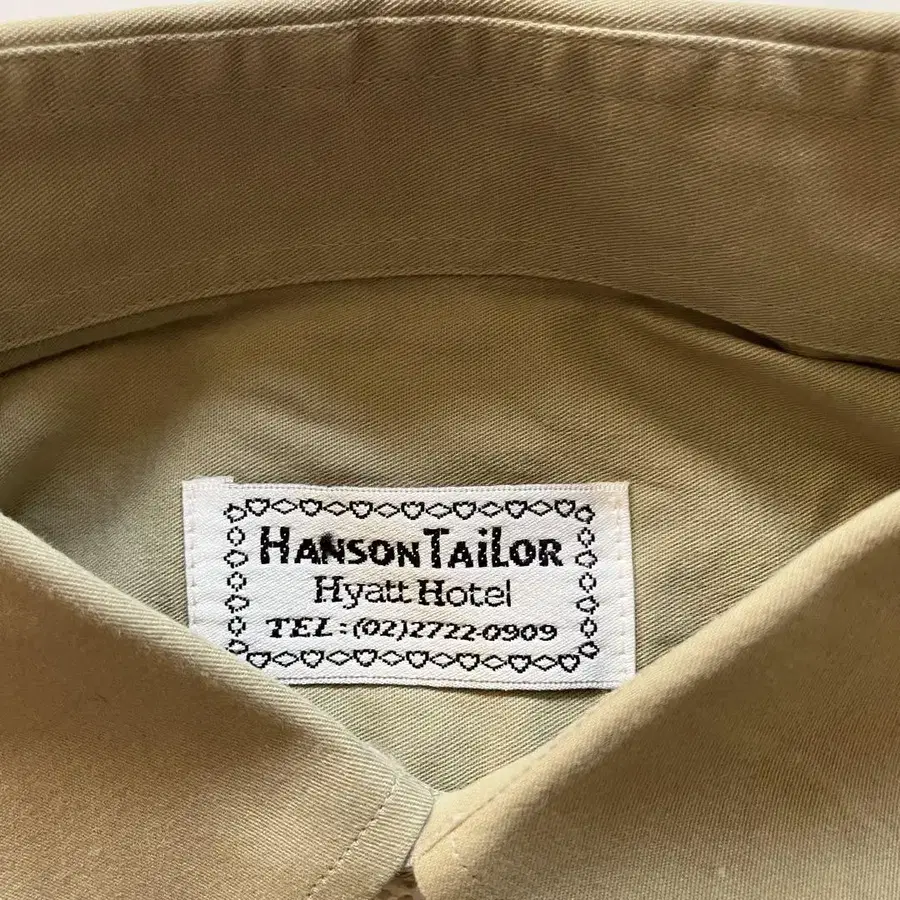 HANSON TAiLOR
Hyatt Hotel
TEL:(02)2722-0909